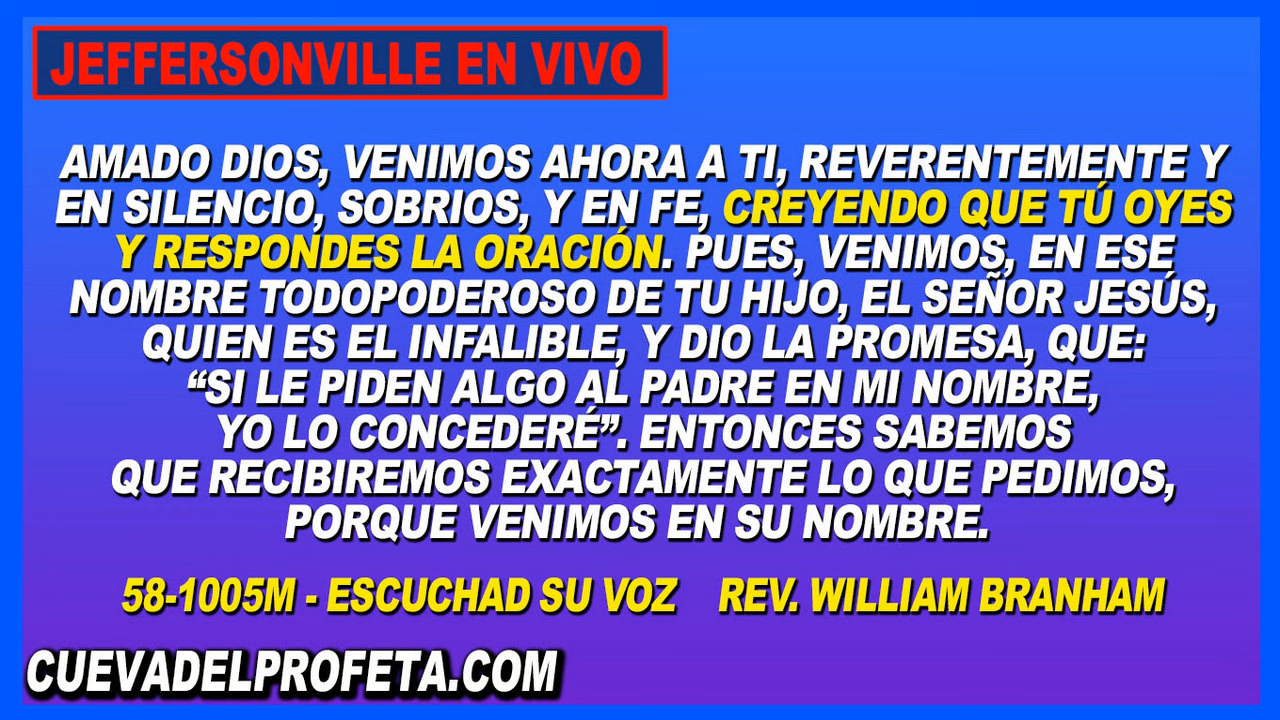 JEFFERSONVILLE EN VIVO
AMADO DIOS, VENIMOS AHORA A TI, REVERENTEMENTE Y
EN SILENCIO, SOBRIOS, Y EN FE, CREYENDO QUE TÚ OYES
Y RESPONDES LA ORACIÓN. PUES, VENIMOS, EN ESE
NOMBRE TODOPODEROSO DE TU HIJO, EL SEÑOR JESÚS,
QUIEN ES EL INFALIBLE, Y DIO LA PROMESA, QUE:
“SI LE PIDEN ALGO AL PADRE EN MI NOMBRE,
YO LO CONCEDERÉ”. ENTONCES SABEMOS
QUE RECIBIREMOS EXACTAMENTE LO QUE PEDIMOS,
PORQUE VENIMOS EN SU NOMBRE.
58-1005M - ESCUCHAD SU VOZ REV. WILLIAM BRANHAM
CUEVADELPROFETA.COM